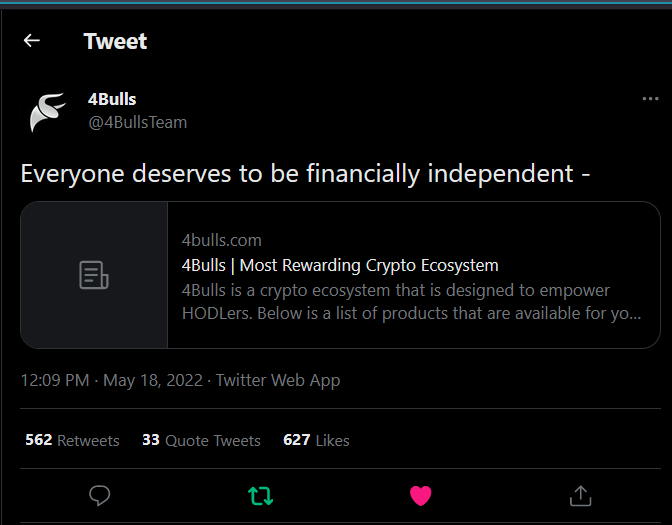 Tweet
4Bulls
@4BullsTeam
Everyone deserves to be financially independent -
4bulls.com
4Bulls | Most Rewarding Crypto Ecosystem
4Bulls is a crypto ecosystem that is designed to empower
HODLers. Below is a list of products that are available for yo...
12:09 PM · May 18, 2022 · Twitter Web App
562 Retweets 33 Quote Tweets 627 Likes